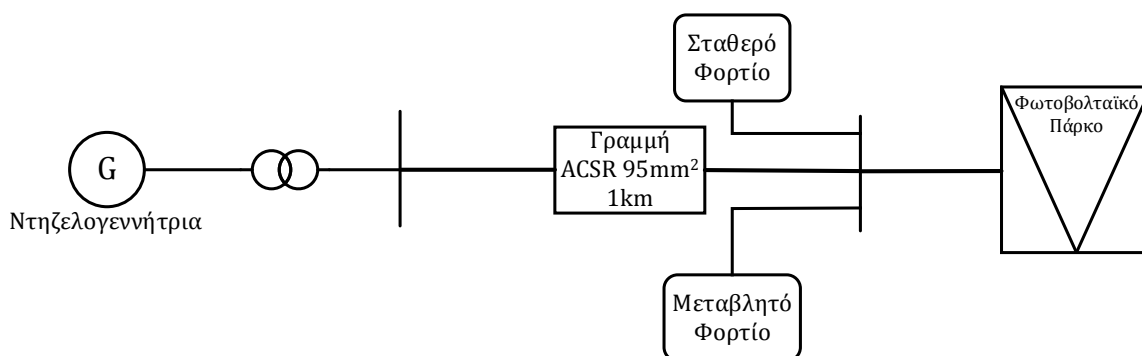 Σταθερό
Φορτίο
G
Ντηζελογεννήτρια
Γραμμή
ACSR 95mm²
1km
Μεταβλητό
Φορτίο
Φωτοβολταϊκό
Πάρκο